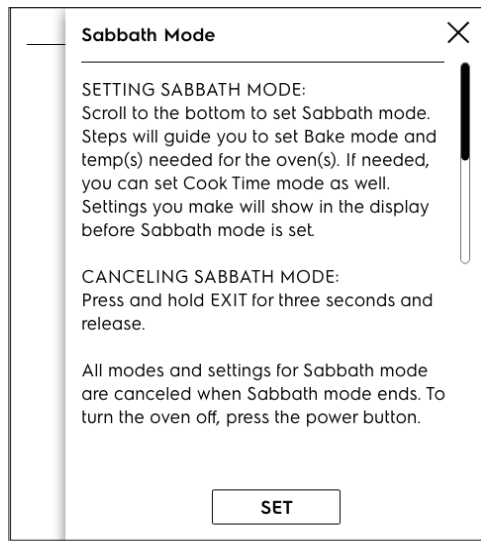 Sabbath Mode
SETTING SABBATH MODE:
Scroll to the bottom to set Sabbath mode.
Steps will guide you to set Bake mode and
temp(s) needed for the oven(s). If needed,
you can set Cook Time mode as well.
Settings you make will show in the display
before Sabbath mode is set.
CANCELING SABBATH MODE:
Press and hold EXIT for three seconds and
release.
All modes and settings for Sabbath mode
are canceled when Sabbath mode ends. To
turn the oven off, press the power button.
SET